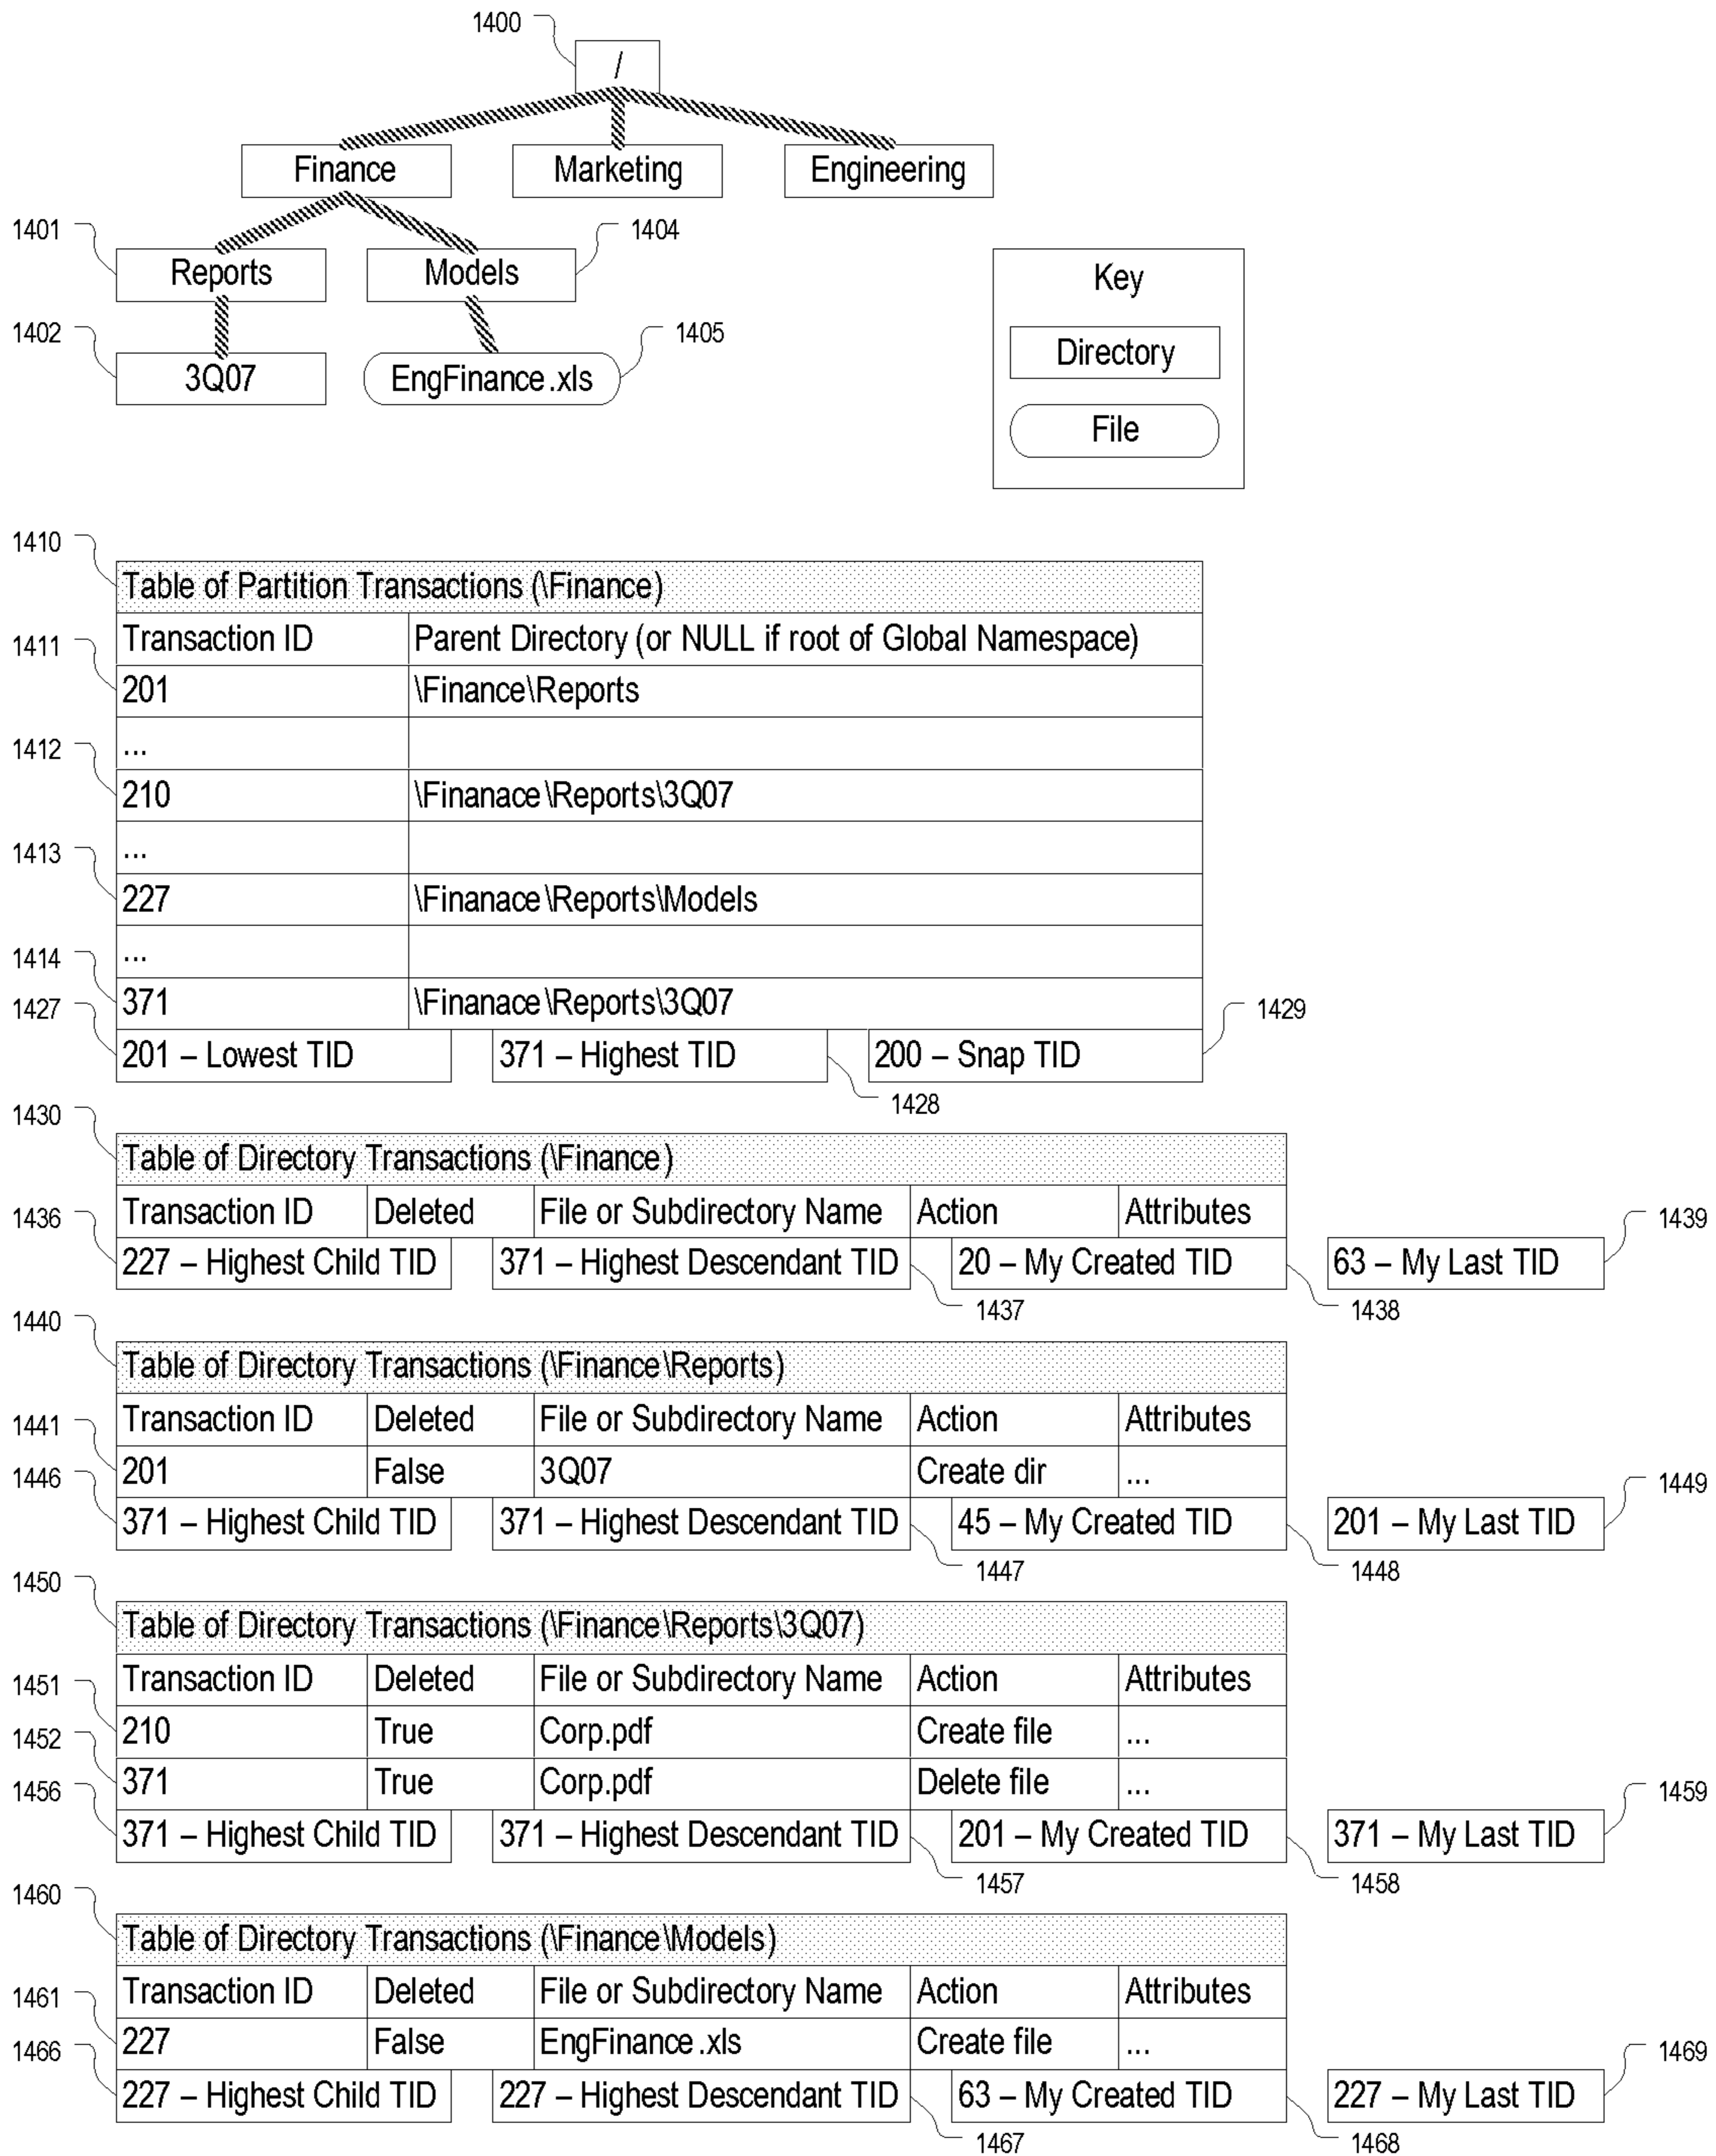 1400
/
Finance Marketing Engineering
1401 1404
Reports Models
Key
1402 1405
Directory
3Q07 EngFinance.xls
File
1410
Table of Partition Transactions (\Finance)
1411 Transaction ID Parent Directory (or NULL if root of Global Namespace)
201 \Finance\Reports
1412 ...
210 \Finanace\Reports\3Q07
1413 ...
227 \Finanace\Reports\Models
1414 ...
371 \Finanace\Reports\3Q07
1427 1429
201 – Lowest TID 371 – Highest TID 200 – Snap TID
1428
1430
Table of Directory Transactions (\Finance)
Transaction ID Deleted File or Subdirectory Name Action Attributes
1436 1439
227 – Highest Child TID 371 – Highest Descendant TID 20 – My Created TID 63 – My Last TID
1437 1438
1440
Table of Directory Transactions (\Finance\Reports)
Transaction ID Deleted File or Subdirectory Name Action Attributes
1441
201 False 3Q07 Create dir ...
1446 1449
371 – Highest Child TID 371 – Highest Descendant TID 45 – My Created TID 201 – My Last TID
1447 1448
1450
Table of Directory Transactions (\Finance\Reports\3Q07)
Transaction ID Deleted File or Subdirectory Name Action Attributes
1451
210 True Corp.pdf Create file ...
1452
371 True Corp.pdf Delete file ...
1456 1459
371 – Highest Child TID 371 – Highest Descendant TID 201 – My Created TID 371 – My Last TID
1457 1458
1460
Table of Directory Transactions (\Finance\Models)
Transaction ID Deleted File or Subdirectory Name Action Attributes
1461
227 False EngFinance.xls Create file ...
1466 1469
227 – Highest Child TID 227 – Highest Descendant TID 63 – My Created TID 227 – My Last TID
1467 1468